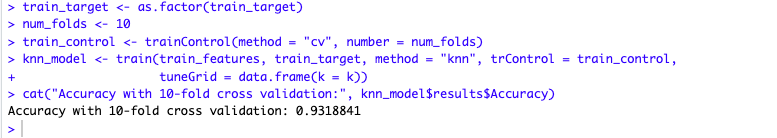 > train_target <- as.factor(train_target)
> num_folds <- 10
> train_control <- trainControl(method = "cv", number = num_folds)
> knn_model <- train(train_features, train_target, method = "knn", trControl = train_control,
+                    tuneGrid = data.frame(k = k))
> cat("Accuracy with 10-fold cross validation:", knn_model$results$Accuracy)
Accuracy with 10-fold cross validation: 0.9318841
>